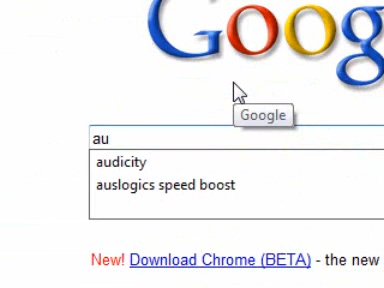 Goog
Google
au
audicity
auslogics speed boost
New! Download Chrome (BETA) - the new